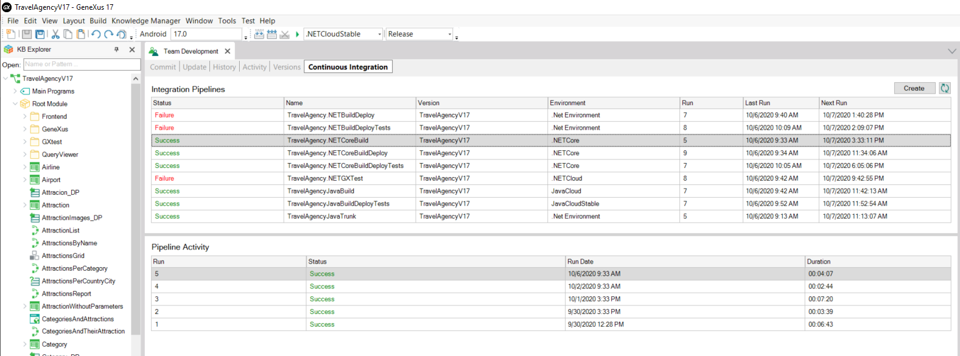 TravelAgencyV17 - GeneXus 17
File Edit View Layout Build Knowledge Manager Window Tools Test Help
Android 17.0 .NETCloudStable Release
KB Explorer
Open: Name or Pattern
TravelAgencyV17
Main Programs
Root Module
Frontend
GeneXus
GXtest
QueryViewer
Airline
Airport
Attracion_DP
Attraction
AttractionImages_DP
AttractionList
AttractionsByName
AttractionsGrid
AttractionsPerCategory
AttractionsPerCountryCity
AttractionsReport
AttractionWithoutParameters
CategoriesAndAttractions
CategoriesAndTheirAttraction
Category
Team Development
Commit Update History Activity Versions Continuous Integration
Integration Pipelines Create
Status Name Version Environment Run Last Run Next Run
Failure TravelAgency.NETBuildDeploy TravelAgencyV17 .Net Environment 7 10/6/2020 9:40 AM 10/7/2020 1:40:28 PM
Failure TravelAgency.NETBuildDeployTests TravelAgencyV17 .Net Environment 8 10/6/2020 10:09 AM 10/7/2020 2:09:07 PM
Success TravelAgency.NETCoreBuild TravelAgencyV17 .NETCore 5 10/6/2020 9:33 AM 10/7/2020 3:33:11 PM
Success TravelAgency.NETCoreBuildDeploy TravelAgencyV17 .NETCore 9 10/6/2020 9:34 AM 10/7/2020 11:34:06 AM
Success TravelAgency.NETCoreBuildDeployTests TravelAgencyV17 .NETCore 7 10/6/2020 10:05 AM 10/7/2020 6:05:06 PM
Failure TravelAgency.NETGXTest TravelAgencyV17 .NETCloud 8 10/6/2020 9:42 AM 10/7/2020 9:42:55 PM
Success TravelAgency.JavaBuild TravelAgencyV17 JavaCloud 7 10/6/2020 9:42 AM 10/7/2020 11:42:13 AM
Success TravelAgency.JavaBuildDeployTests TravelAgencyV17 JavaCloudStable 7 10/6/2020 9:52 AM 10/7/2020 11:52:54 AM
Success TravelAgency.JavaTrunk TravelAgencyV17 .Net Environment 5 10/6/2020 9:13 AM 10/7/2020 11:13:07 AM
Pipeline Activity
Run Status Run Date Duration
5 Success 10/6/2020 9:33 AM 00:04:07
4 Success 10/2/2020 9:33 AM 00:02:44
3 Success 10/1/2020 3:33 PM 00:07:20
2 Success 9/30/2020 3:33 PM 00:03:39
1 Success 9/30/2020 12:28 PM 00:06:43